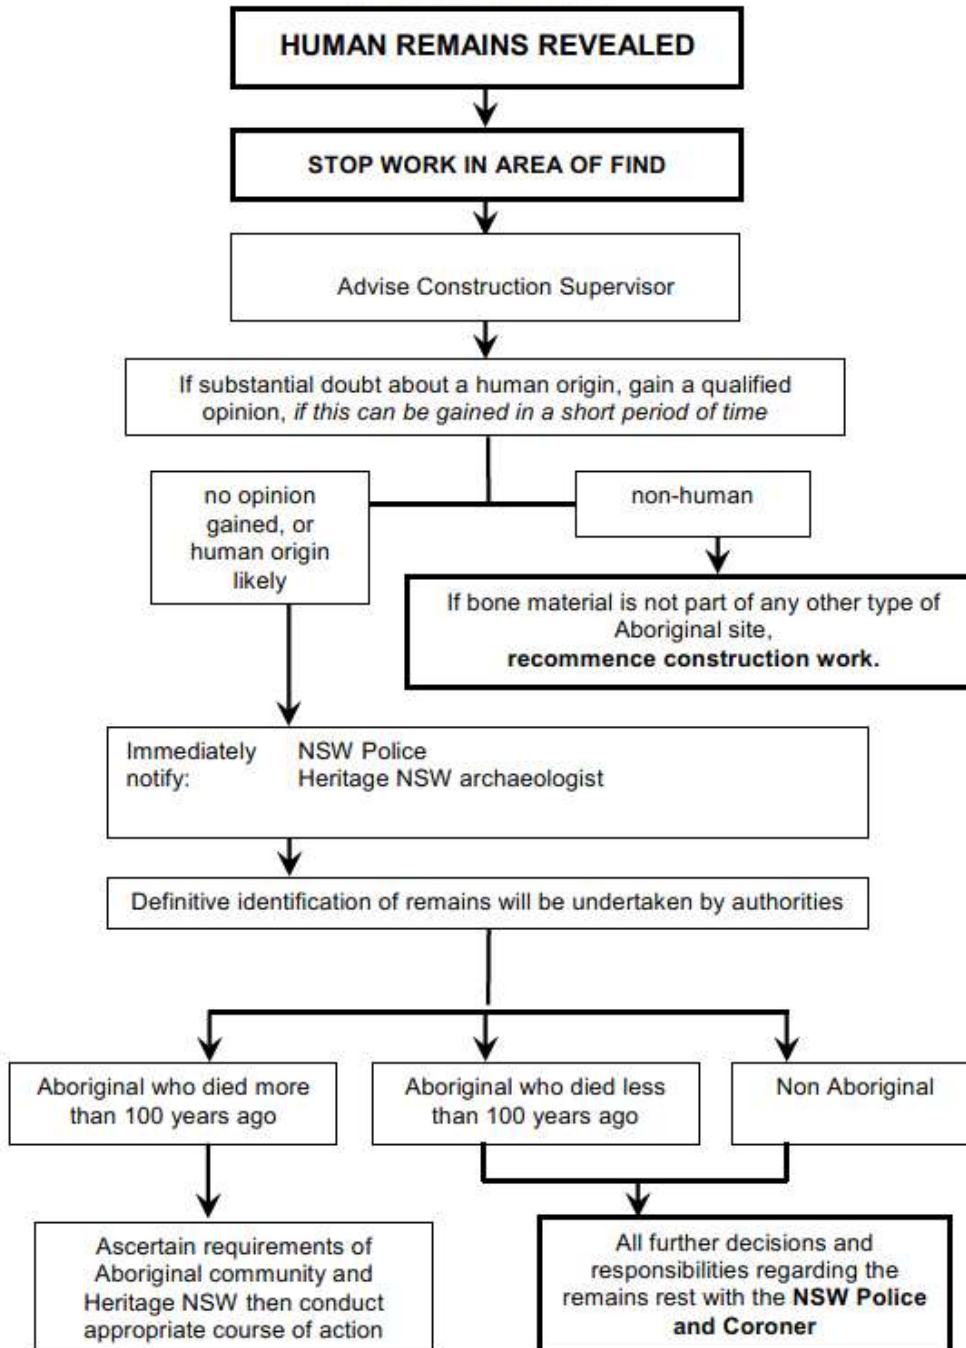 HUMAN REMAINS REVEALED
STOP WORK IN AREA OF FIND
Advise Construction Supervisor
If substantial doubt about a human origin, gain a qualified
opinion, if this can be gained in a short period of time
no opinion
gained, or
human origin
likely
non-human
If bone material is not part of any other type of
Aboriginal site,
recommence construction work.
Immediately NSW Police
notify: Heritage NSW archaeologist
Definitive identification of remains will be undertaken by authorities
Aboriginal who died more
than 100 years ago
Aboriginal who died less
than 100 years ago
Non Aboriginal
Ascertain requirements of
Aboriginal community and
Heritage NSW then conduct
appropriate course of action
All further decisions and
responsibilities regarding the
remains rest with the NSW Police
and Coroner